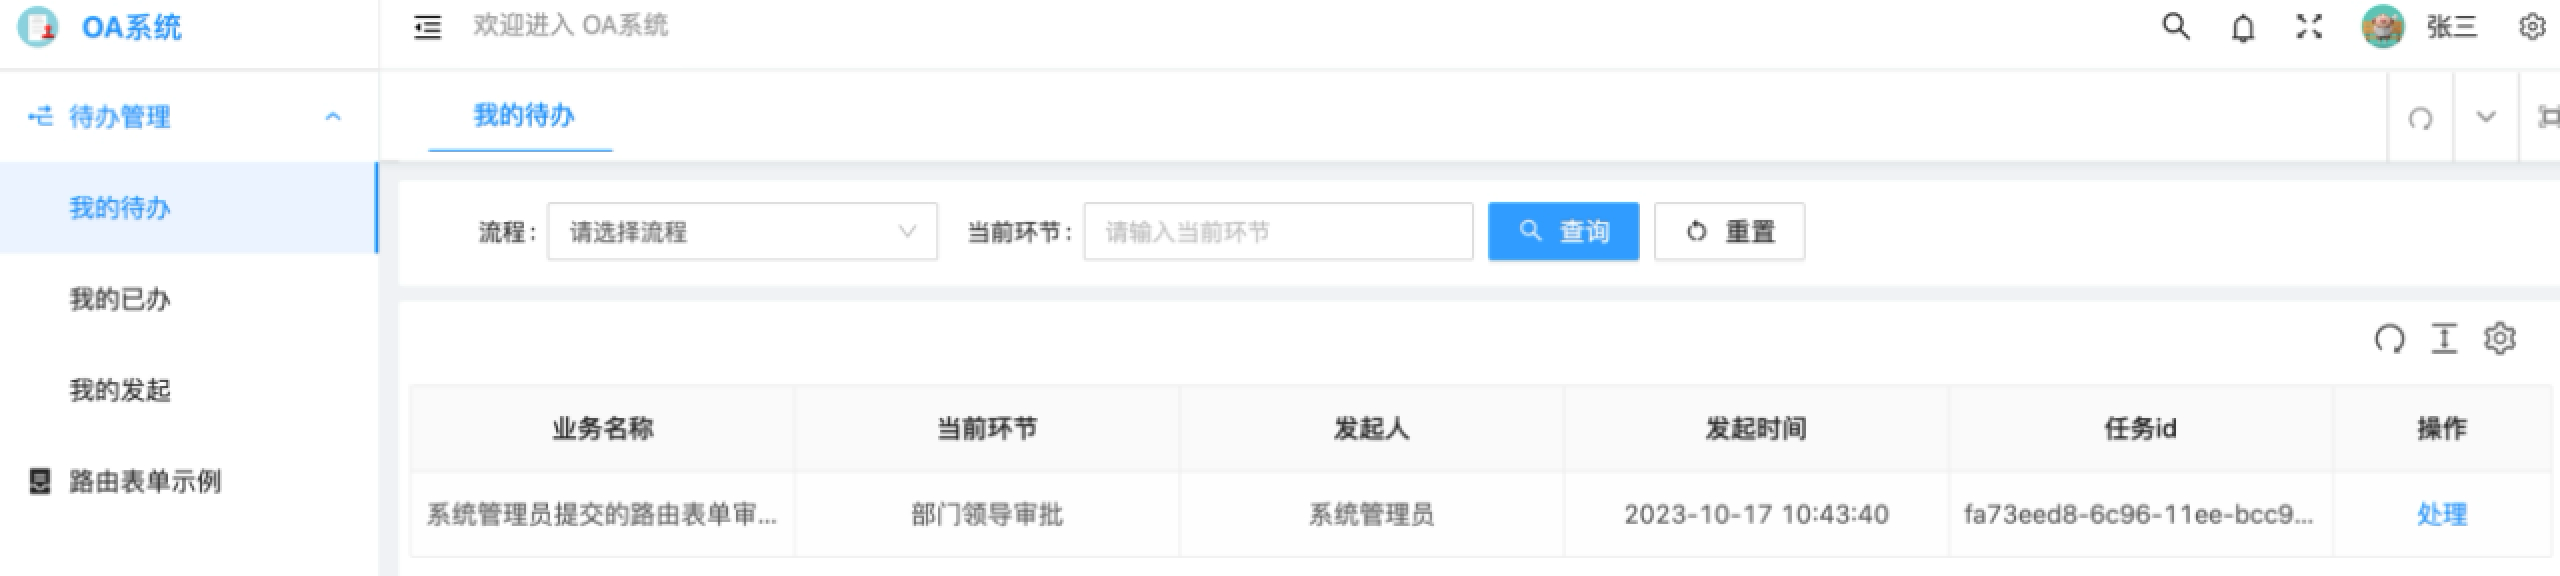 OA系统
欢迎进入 OA系统
张三
待办管理
我的待办
我的待办
我的已办
我的发起
路由表单示例
流程: 请选择流程 当前环节: 请输入当前环节 查询 重置
业务名称 当前环节 发起人 发起时间 任务id 操作
系统管理员提交的路由表单审... 部门领导审批 系统管理员 2023-10-17 10:43:40 fa73eed8-6c96-11ee-bcc9... 处理